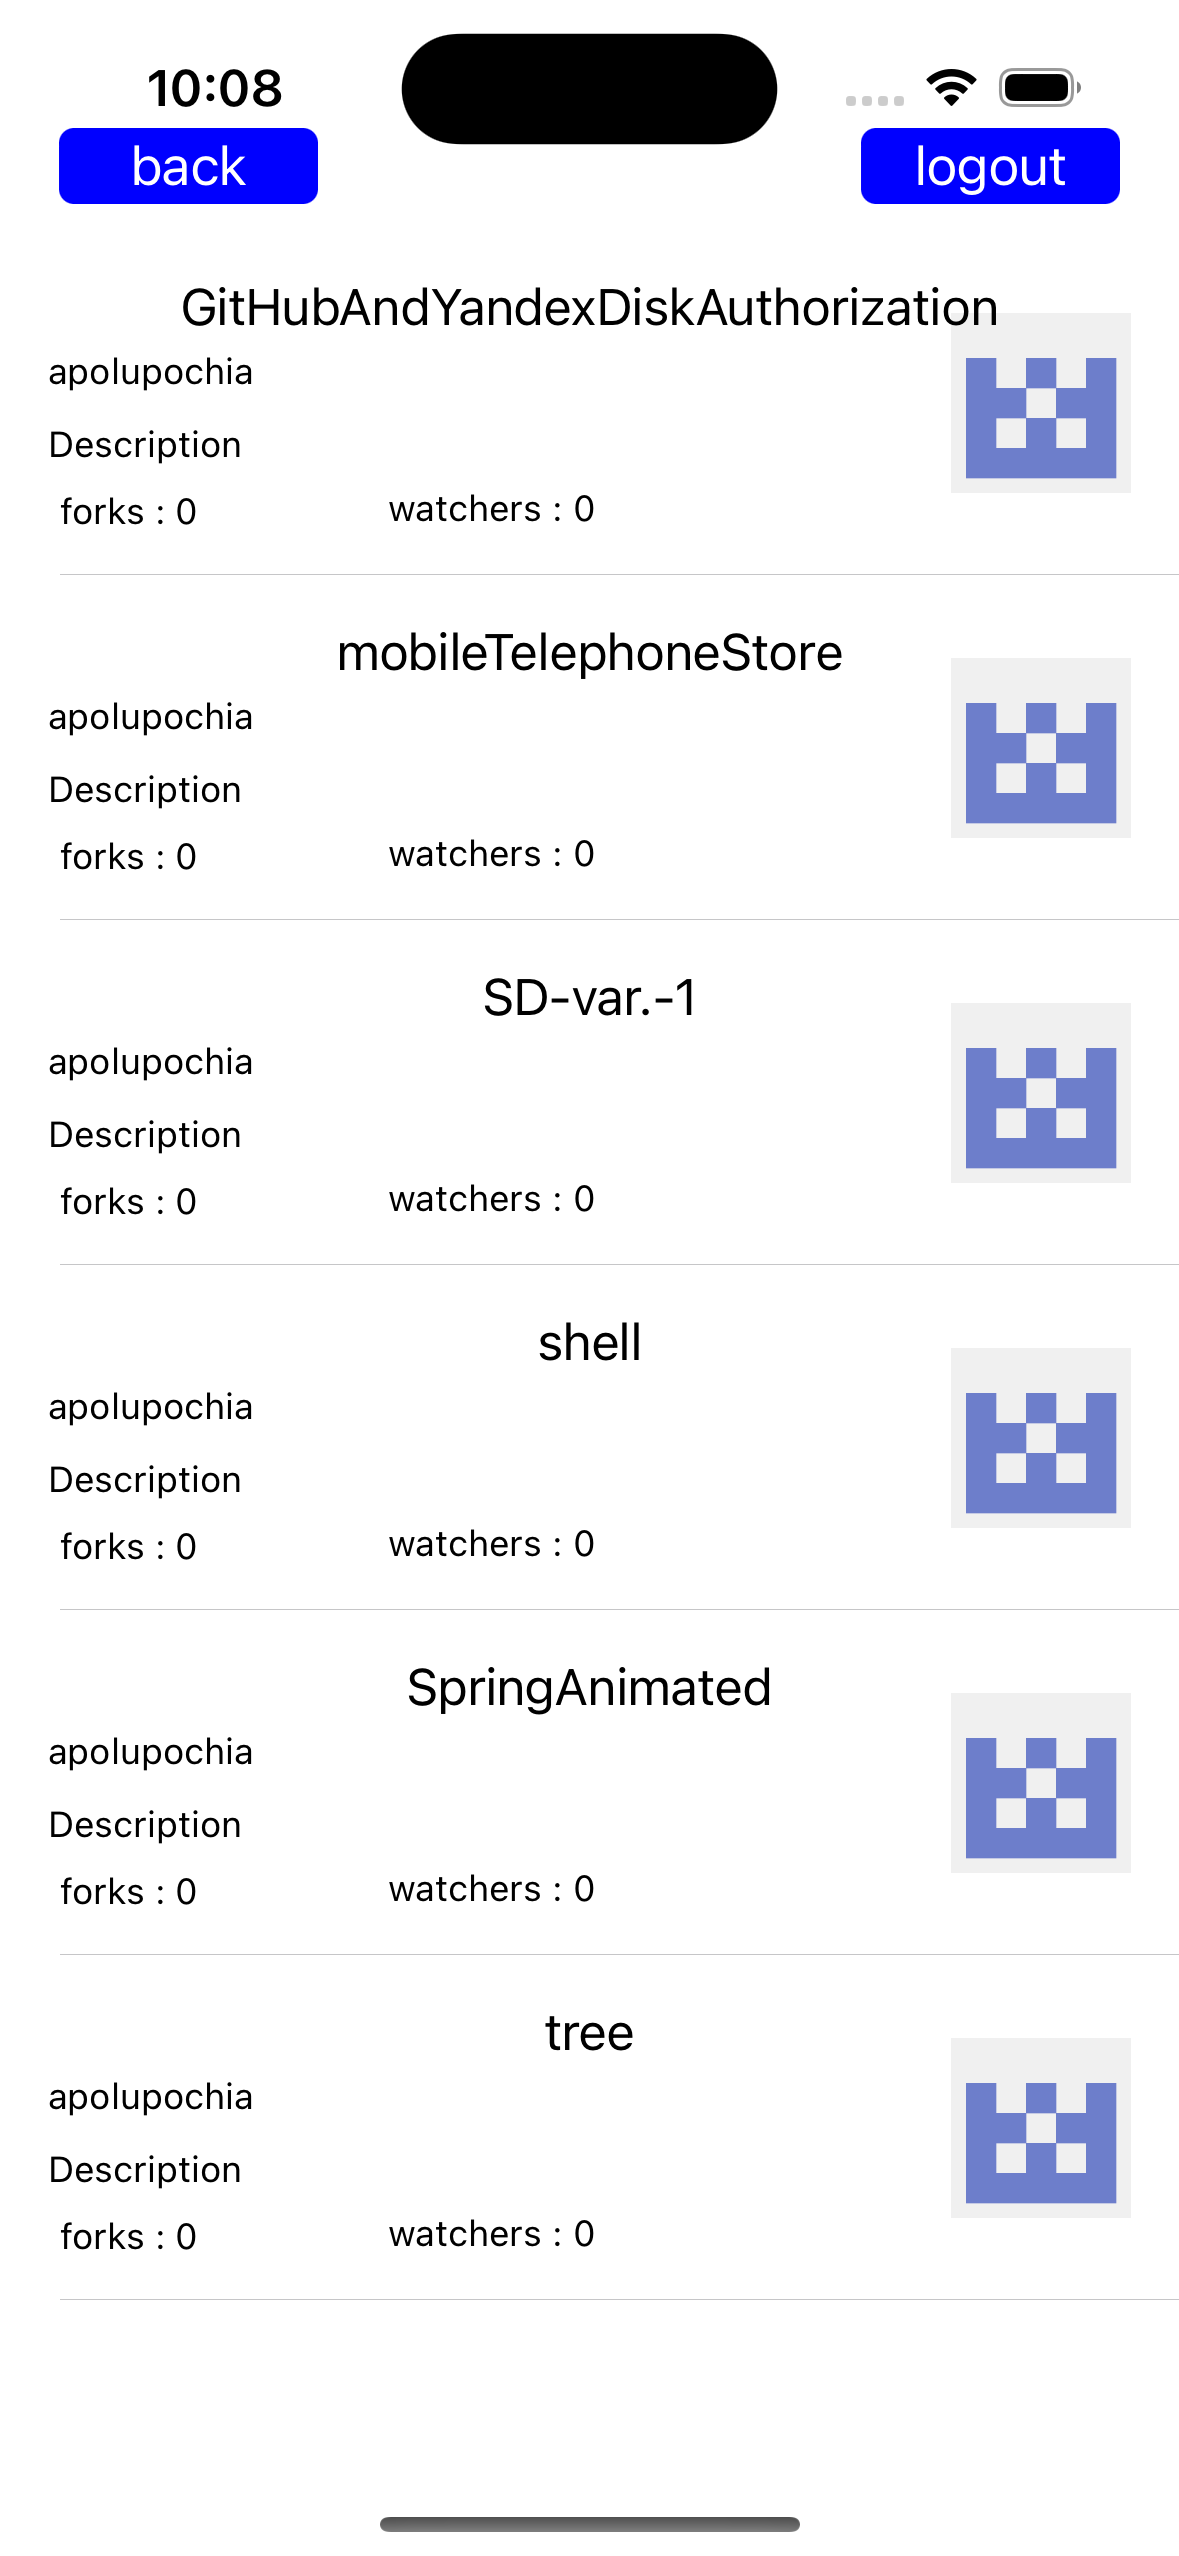 10:08
back logout
GitHubAndYandexDiskAuthorization
apolupochia
Description
forks : 0 watchers : 0
mobileTelephoneStore
apolupochia
Description
forks : 0 watchers : 0
SD-var.-1
apolupochia
Description
forks : 0 watchers : 0
shell
apolupochia
Description
forks : 0 watchers : 0
SpringAnimated
apolupochia
Description
forks : 0 watchers : 0
tree
apolupochia
Description
forks : 0 watchers : 0